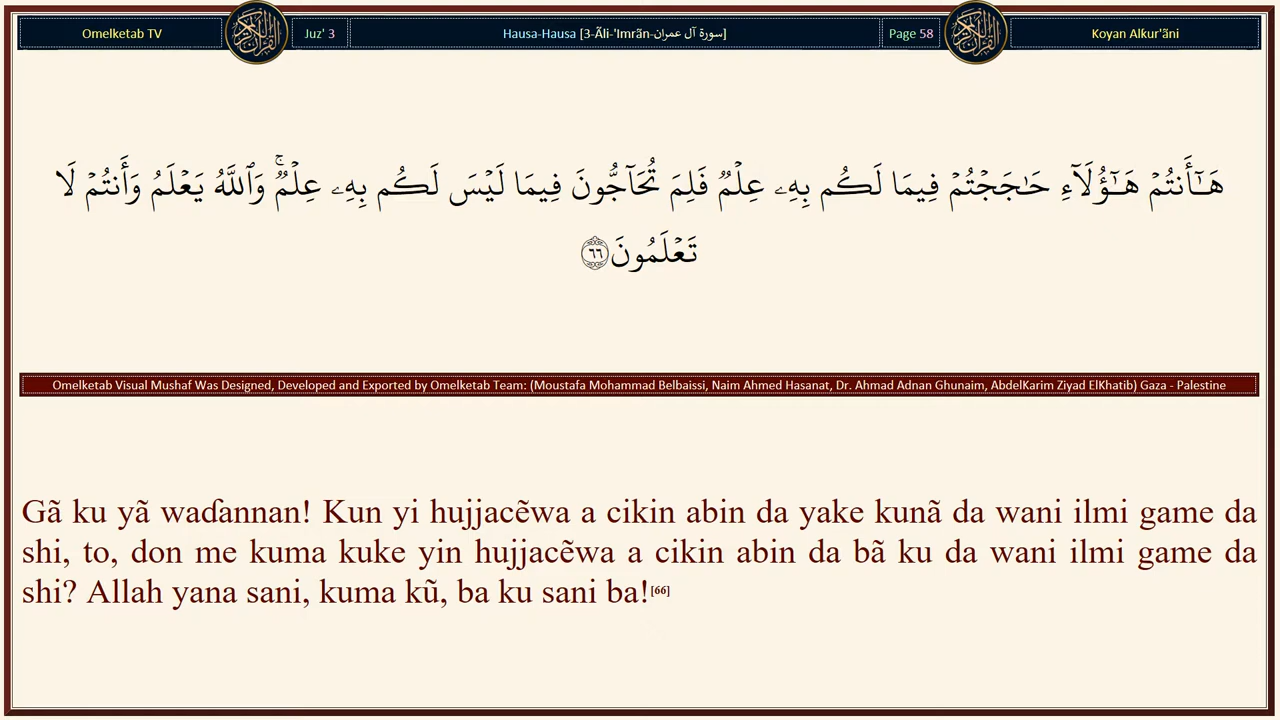 Omelketab TV
Juz' 3
Hausa-Hausa [3-Ãli-'Imrãn-سورة آل عمران]
Page 58
Koyan Alkur'ãni
هَـٰٓأَنتُمۡ هَـٰٓؤُلَآءِ حَـٰجَجۡتُمۡ فِيمَا لَكُم بِهِۦ عِلۡمٞ فَلِمَ تُحَآجُّونَ فِيمَا لَيۡسَ لَكُم بِهِۦ عِلۡمٞۚ وَٱللَّهُ يَعۡلَمُ وَأَنتُمۡ لَا
تَعۡلَمُونَ ٦٦
Omelketab Visual Mushaf Was Designed, Developed and Exported by Omelketab Team: (Moustafa Mohammad Belbaissi, Naim Ahmed Hasanat, Dr. Ahmad Adnan Ghunaim, AbdelKarim Ziyad ElKhatib) Gaza - Palestine
Gã ku yã waɗannan! Kun yi hujjacẽwa a cikin abin da yake kunã da wani ilmi game da
shi, to, don me kuma kuke yin hujjacẽwa a cikin abin da bã ku da wani ilmi game da
shi? Allah yana sani, kuma kũ, ba ku sani ba![66]